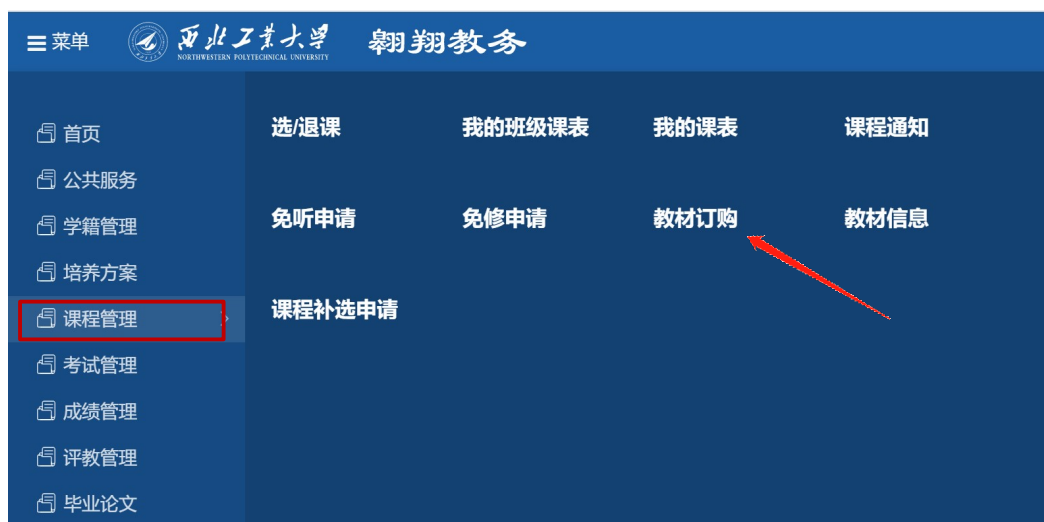 菜单 西北工业大学 翱翔教务
NORTHWESTERN POLYTECHNICAL UNIVERSITY
首页
公共服务
学籍管理
培养方案
课程管理
考试管理
成绩管理
评教管理
毕业论文
选/退课 我的班级课表 我的课表 课程通知
免听申请 免修申请 教材订购 教材信息
课程补选申请